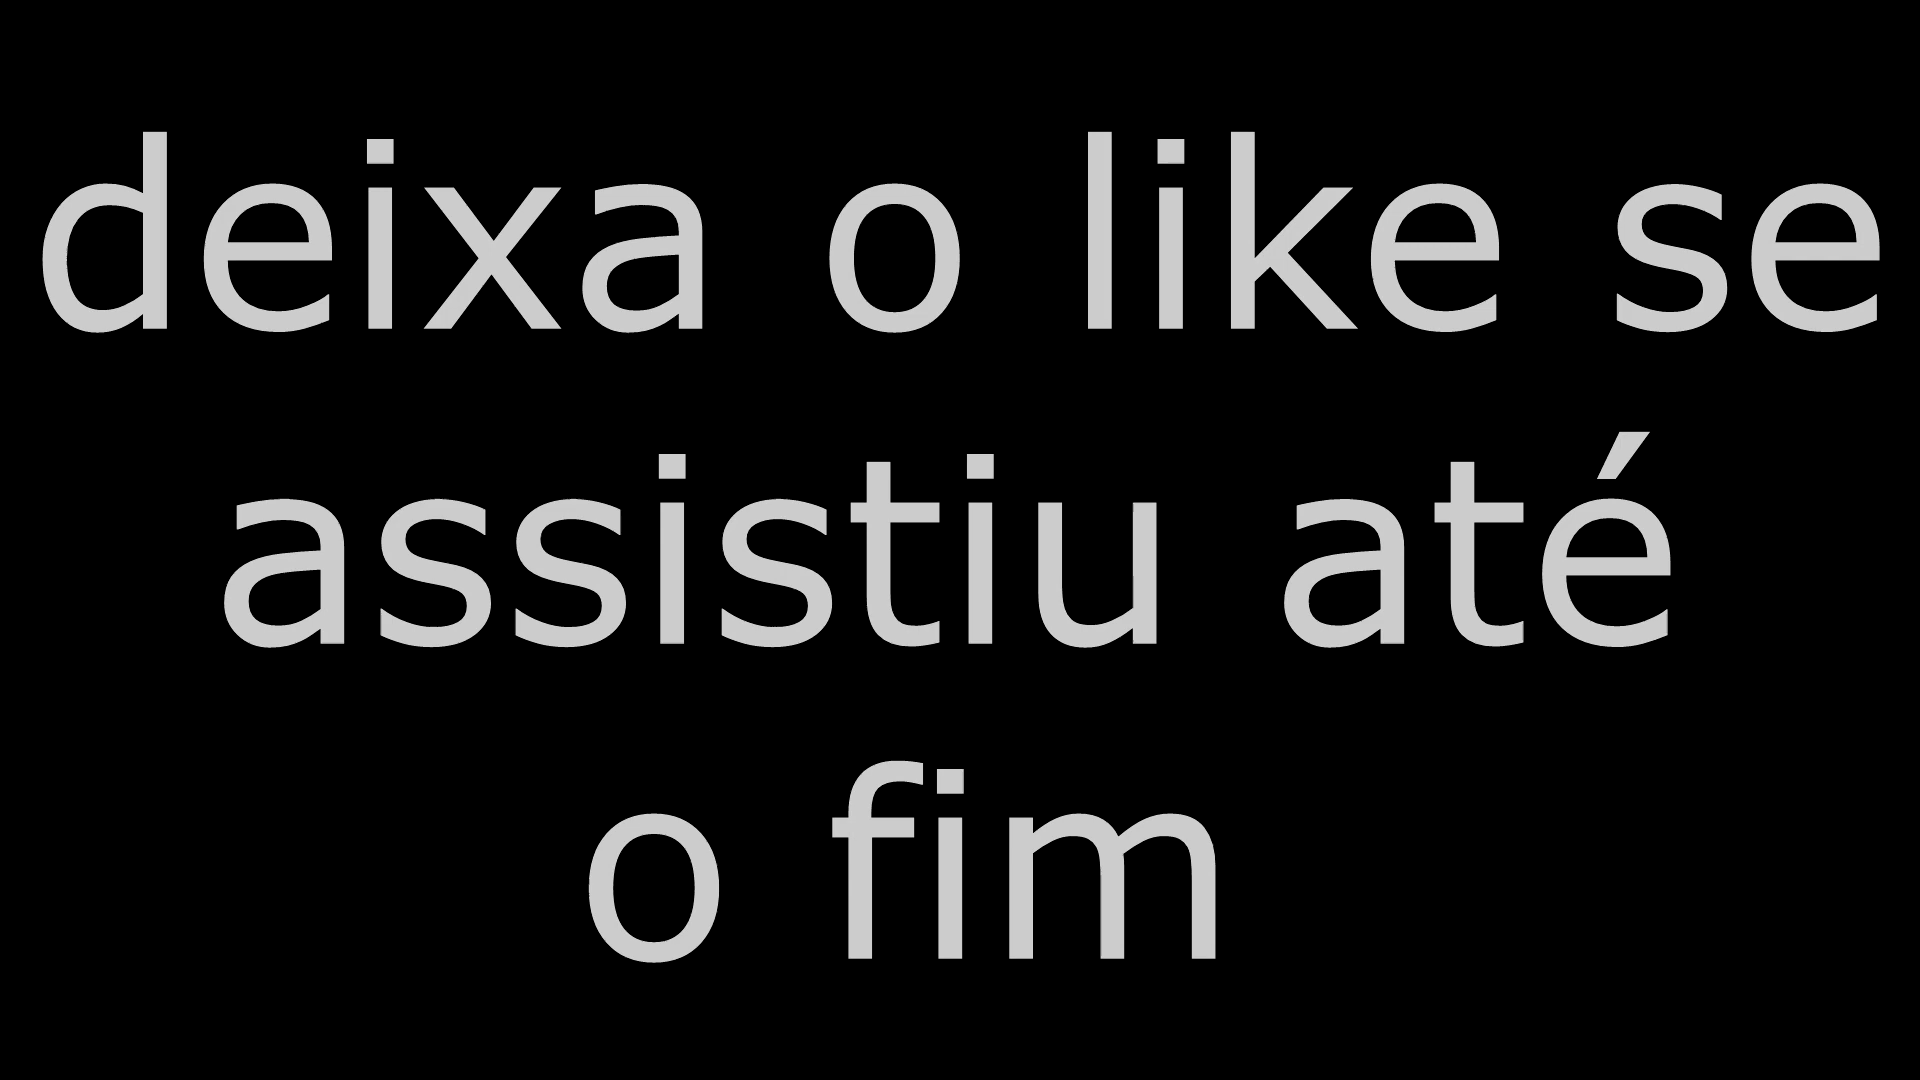 deixa o like se
assistiu até
o fim